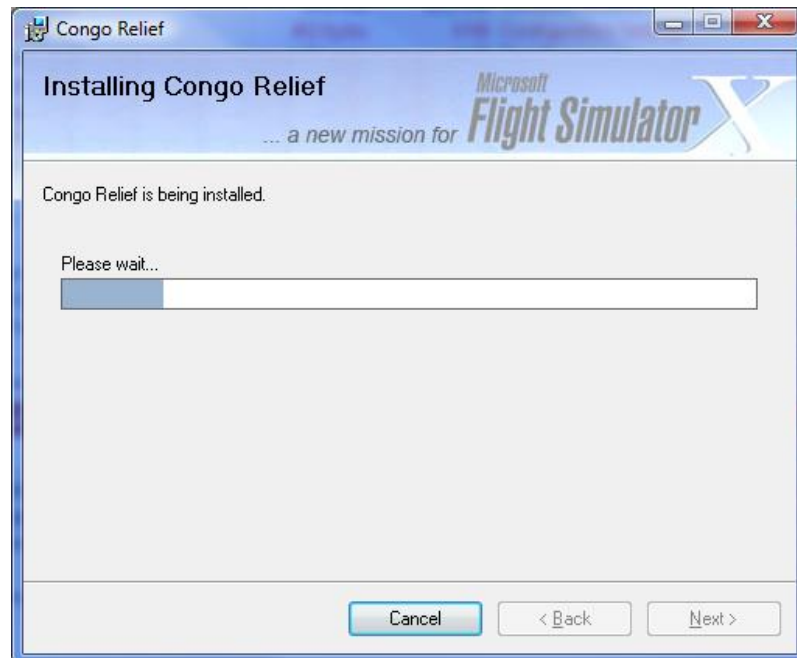 Congo Relief
Installing Congo Relief
Microsoft
... a new mission for Flight Simulator X
Congo Relief is being installed.
Please wait...
Cancel
< Back
Next >